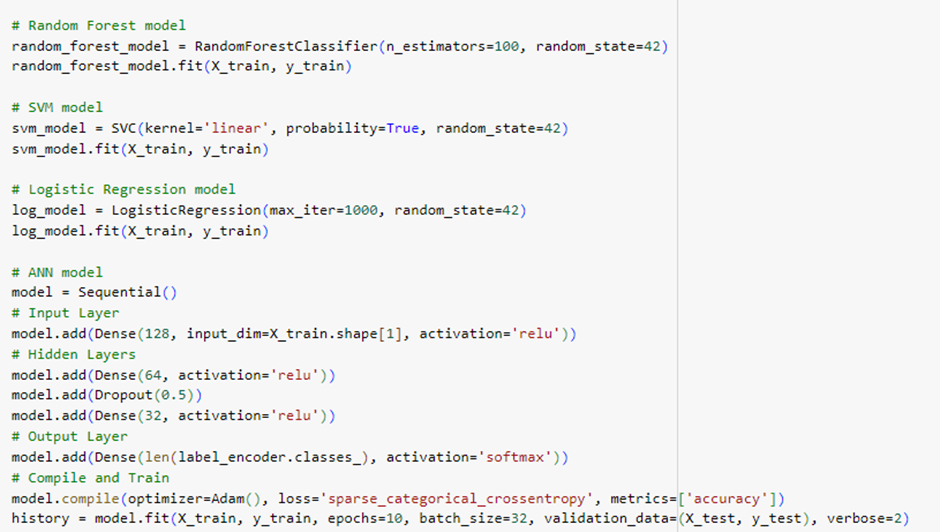 # Random Forest model
random_forest_model = RandomForestClassifier(n_estimators=100, random_state=42)
random_forest_model.fit(X_train, y_train)

# SVM model
svm_model = SVC(kernel='linear', probability=True, random_state=42)
svm_model.fit(X_train, y_train)

# Logistic Regression model
log_model = LogisticRegression(max_iter=1000, random_state=42)
log_model.fit(X_train, y_train)

# ANN model
model = Sequential()
# Input Layer
model.add(Dense(128, input_dim=X_train.shape[1], activation='relu'))
# Hidden Layers
model.add(Dense(64, activation='relu'))
model.add(Dropout(0.5))
model.add(Dense(32, activation='relu'))
# Output Layer
model.add(Dense(len(label_encoder.classes_), activation='softmax'))
# Compile and Train
model.compile(optimizer=Adam(), loss='sparse_categorical_crossentropy', metrics=['accuracy'])
history = model.fit(X_train, y_train, epochs=10, batch_size=32, validation_data=(X_test, y_test), verbose=2)